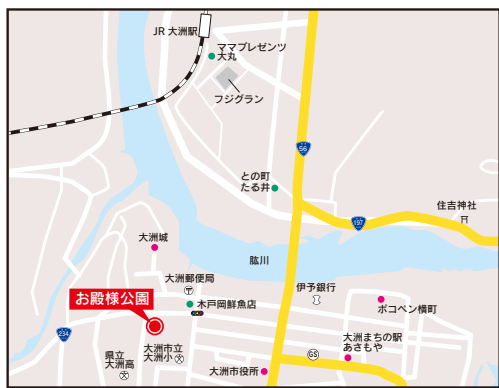 JR 大洲駅
ママプレゼンツ
大丸
フジグラン
56
との町
たる井
197
住吉神社
大洲城
肱川
大洲郵便局
伊予銀行
お殿様公園
木戸岡鮮魚店
ポコペン横町
234
大洲市立
大洲小
文
県立
大洲高
文
GS
大洲まちの駅
あさもや
大洲市役所